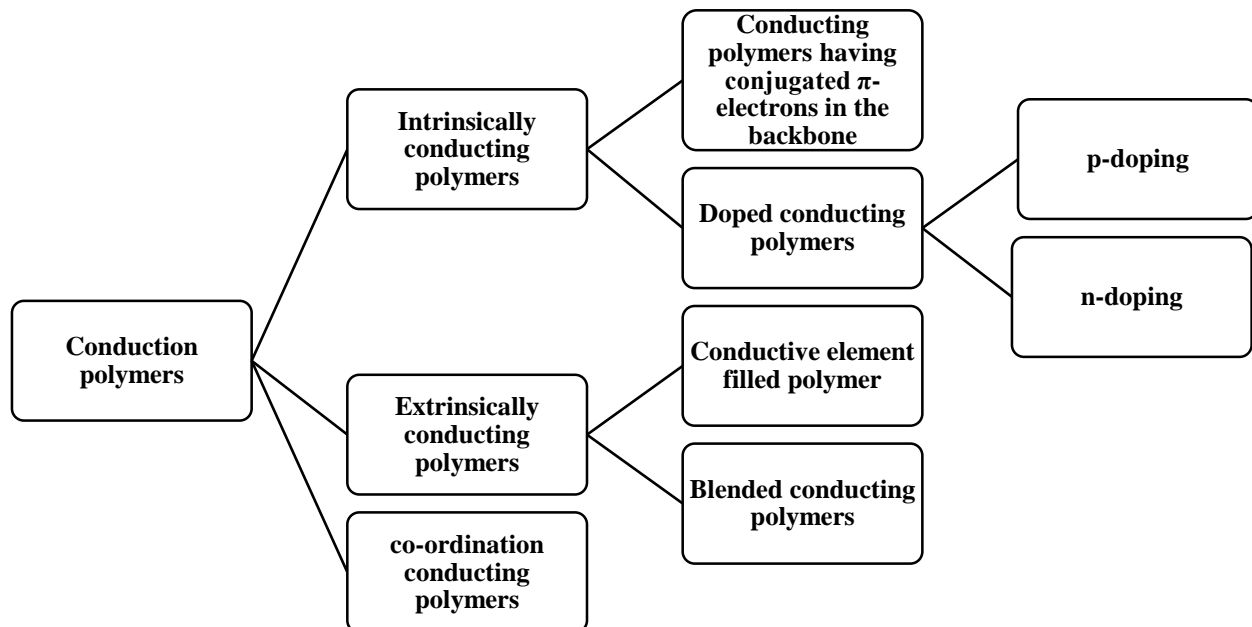 Conduction
polymers
Intrinsically
conducting
polymers
Conducting
polymers having
conjugated π-
electrons in the
backbone
Doped conducting
polymers
p-doping
n-doping
Extrinsically
conducting
polymers
Conductive element
filled polymer
Blended conducting
polymers
co-ordination
conducting
polymers